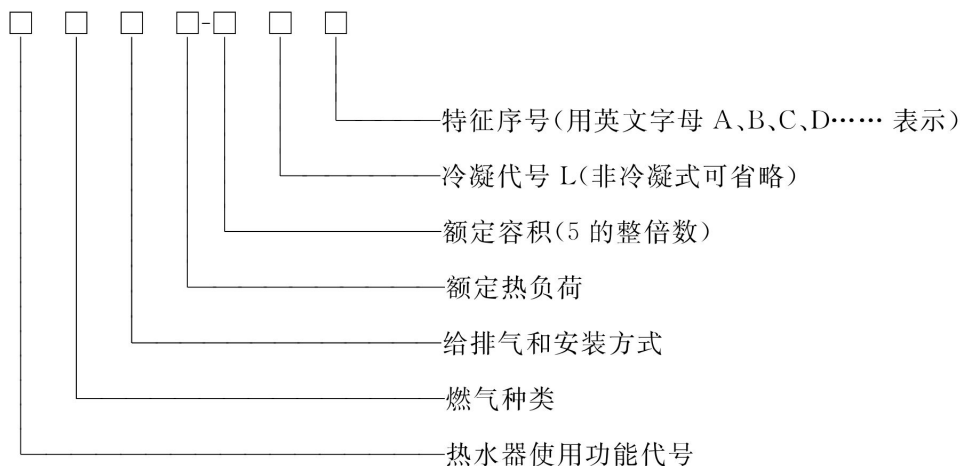 □ □ □ □-□ □ □
特征序号(用英文字母 A、B、C、D…… 表示)
冷凝代号 L(非冷凝式可省略)
额定容积(5 的整倍数)
额定热负荷
给排气和安装方式
燃气种类
热水器使用功能代号